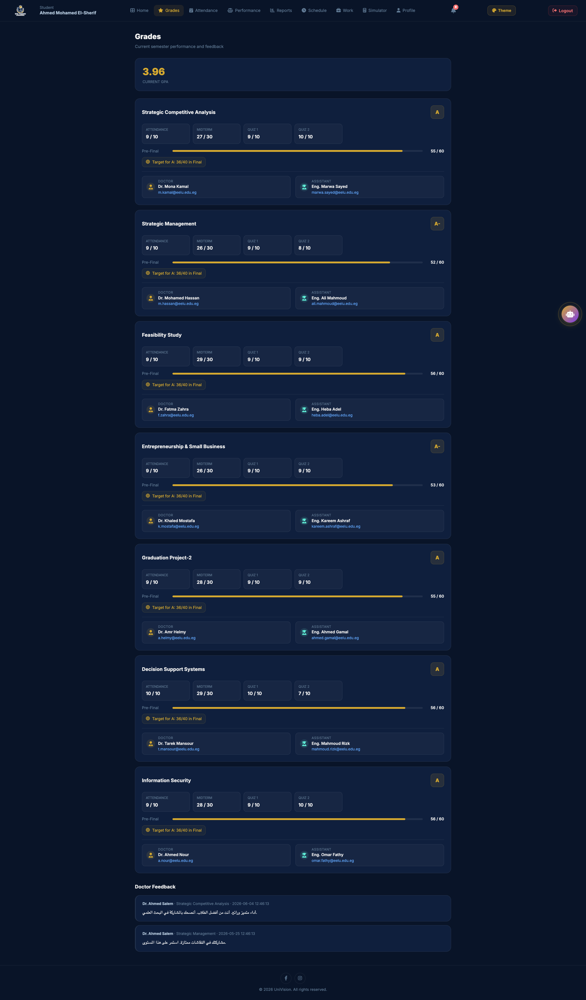 Student
Ahmed Mohamed El-Sherif
Home
Grades
Attendance
Performance
Reports
Schedule
Work
Simulator
Profile
8
Theme
Logout
Grades
Current semester performance and feedback
3.96
CURRENT GPA
Strategic Competitive Analysis
A
ATTENDANCE
9 / 10
MIDTERM
27 / 30
QUIZ 1
9 / 10
QUIZ 2
10 / 10
Pre-Final
55 / 60
Target for A: 36/40 in Final
DOCTOR
Dr. Mona Kamal
m.kamal@eelu.edu.eg
ASSISTANT
Eng. Marwa Sayed
marwa.sayed@eelu.edu.eg
Strategic Management
A-
ATTENDANCE
9 / 10
MIDTERM
26 / 30
QUIZ 1
9 / 10
QUIZ 2
8 / 10
Pre-Final
52 / 60
Target for A: 36/40 in Final
DOCTOR
Dr. Mohamed Hassan
m.hassan@eelu.edu.eg
ASSISTANT
Eng. Ali Mahmoud
ali.mahmoud@eelu.edu.eg
Feasibility Study
A
ATTENDANCE
9 / 10
MIDTERM
29 / 30
QUIZ 1
9 / 10
QUIZ 2
9 / 10
Pre-Final
56 / 60
Target for A: 36/40 in Final
DOCTOR
Dr. Fatma Zahra
f.zahra@eelu.edu.eg
ASSISTANT
Eng. Heba Adel
heba.adel@eelu.edu.eg
Entrepreneurship & Small Business
A-
ATTENDANCE
9 / 10
MIDTERM
26 / 30
QUIZ 1
9 / 10
QUIZ 2
9 / 10
Pre-Final
53 / 60
Target for A: 36/40 in Final
DOCTOR
Dr. Khaled Mostafa
k.mostafa@eelu.edu.eg
ASSISTANT
Eng. Kareem Ashraf
kareem.ashraf@eelu.edu.eg
Graduation Project-2
A
ATTENDANCE
9 / 10
MIDTERM
28 / 30
QUIZ 1
9 / 10
QUIZ 2
9 / 10
Pre-Final
55 / 60
Target for A: 36/40 in Final
DOCTOR
Dr. Amr Helmy
a.helmy@eelu.edu.eg
ASSISTANT
Eng. Ahmed Gamal
ahmed.gamal@eelu.edu.eg
Decision Support Systems
A
ATTENDANCE
10 / 10
MIDTERM
29 / 30
QUIZ 1
10 / 10
QUIZ 2
7 / 10
Pre-Final
56 / 60
Target for A: 36/40 in Final
DOCTOR
Dr. Tarek Mansour
t.mansour@eelu.edu.eg
ASSISTANT
Eng. Mahmoud Rizk
mahmoud.rizk@eelu.edu.eg
Information Security
A
ATTENDANCE
9 / 10
MIDTERM
28 / 30
QUIZ 1
9 / 10
QUIZ 2
10 / 10
Pre-Final
56 / 60
Target for A: 36/40 in Final
DOCTOR
Dr. Ahmed Nour
a.nour@eelu.edu.eg
ASSISTANT
Eng. Omar Fathy
omar.fathy@eelu.edu.eg
Doctor Feedback
Dr. Ahmed Salem · Strategic Competitive Analysis · 2026-06-04 12:46:13
أداء متميز ورائع. أنت من أفضل الطلاب. أنصحك بالمشاركة في البحث العلمي.
Dr. Ahmed Salem · Strategic Management · 2026-05-25 12:46:13
مشاركتك في النقاشات ممتازة. استمر على هذا المستوى.
© 2026 UniVision. All rights reserved.